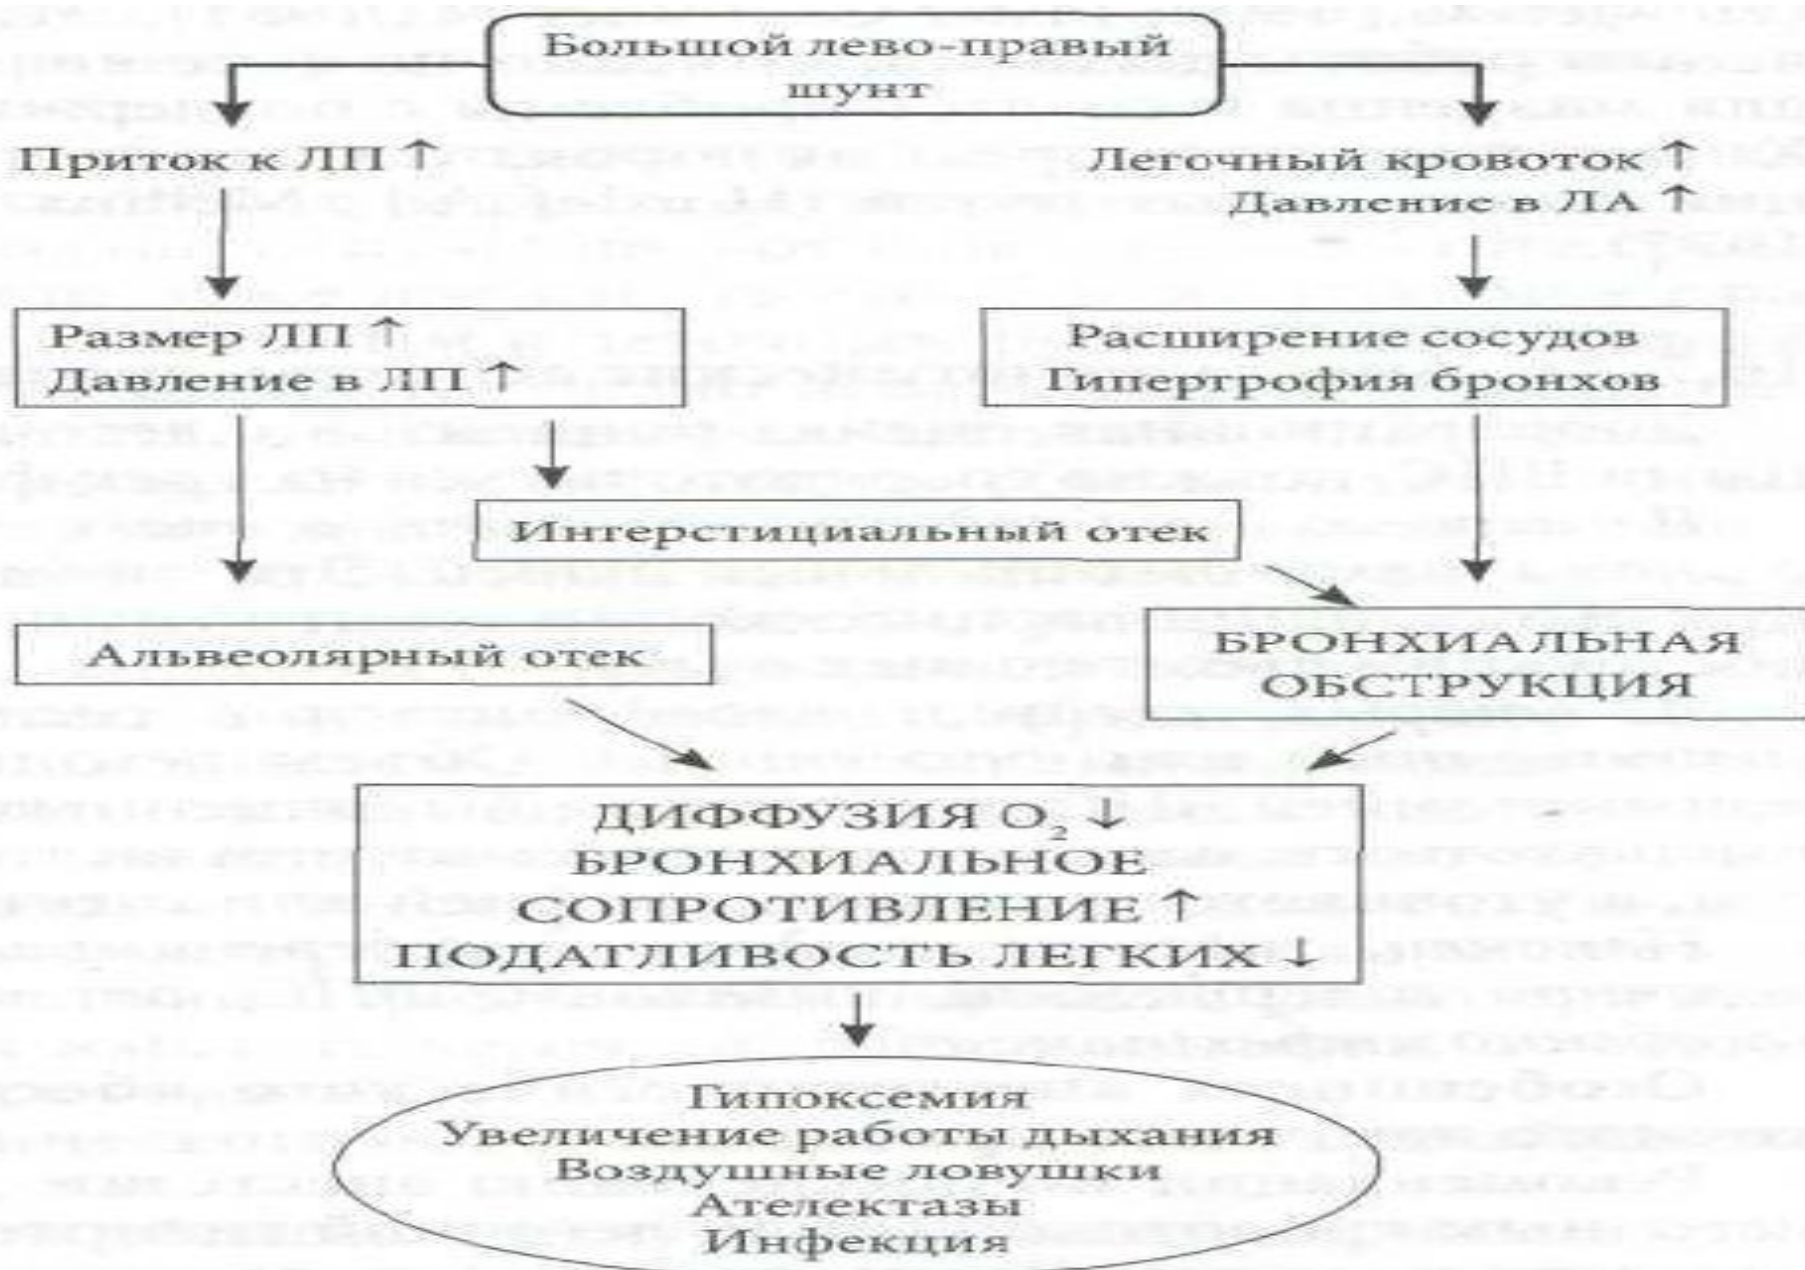 Большой лево-правый
шунт
Приток к ЛП ↑
Легочный кровоток ↑
Давление в ЛА ↑
Размер ЛП ↑
Давление в ЛП ↑
Расширение сосудов
Гипертрофия бронхов
Интерстициальный отек
Альвеолярный отек
БРОНХИАЛЬНАЯ
ОБСТРУКЦИЯ
ДИФФУЗИЯ O₂ ↓
БРОНХИАЛЬНОЕ
СОПРОТИВЛЕНИЕ ↑
ПОДАТЛИВОСТЬ ЛЕГКИХ ↓
Гипоксемия
Увеличение работы дыхания
Воздушные ловушки
Ателектазы
Инфекция